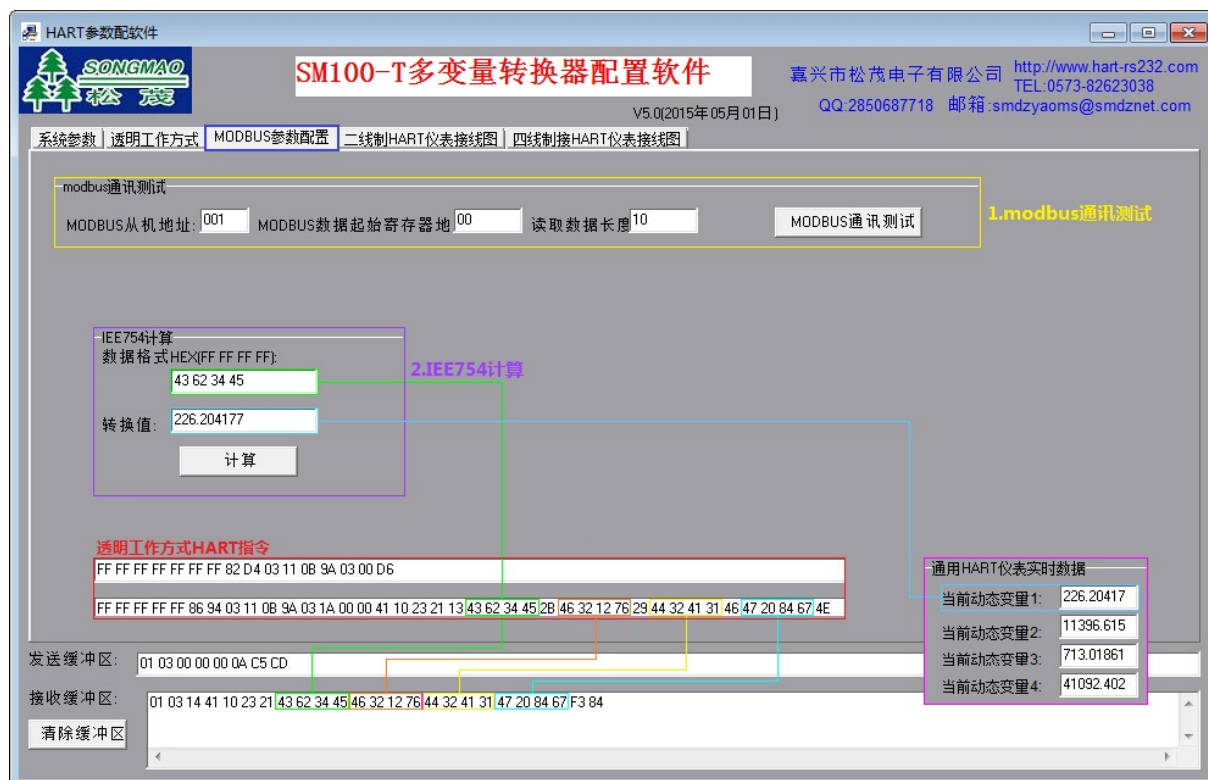 HART参数配软件
SONGMAO
松茂
SM100-T多变量转换器配置软件
V5.0(2015年05月01日)
嘉兴市松茂电子有限公司 http://www.hart-rs232.com
TEL:0573-82623038
QQ:2850687718 邮箱:smdzyaoms@smdznet.com
系统参数 透明工作方式 MODBUS参数配置 二线制HART仪表接线图 四线制接HART仪表接线图
modbus通讯测试
MODBUS从机地址: 001 MODBUS数据起始寄存器地 00 读取数据长度 10 MODBUS通讯测试
1.modbus通讯测试
IEE754计算
数据格式HEX(FF FF FF FF):
43 62 34 45
2.IEE754计算
转换值: 226.204177
计算
透明工作方式HART指令
FF FF FF FF FF FF FF 82 D4 03 11 0B 9A 03 00 D6
FF FF FF FF FF 86 94 03 11 0B 9A 03 1A 00 00 41 10 23 21 13 43 62 34 45 2B 46 32 12 76 29 44 32 41 31 46 47 20 84 67 4E
通用HART仪表实时数据
当前动态变量1: 226.20417
当前动态变量2: 11396.615
当前动态变量3: 713.01861
当前动态变量4: 41092.402
发送缓冲区: 01 03 00 00 00 0A C5 CD
接收缓冲区: 01 03 14 41 10 23 21 43 62 34 45 46 32 12 76 44 32 41 31 47 20 84 67 F3 84
清除缓冲区